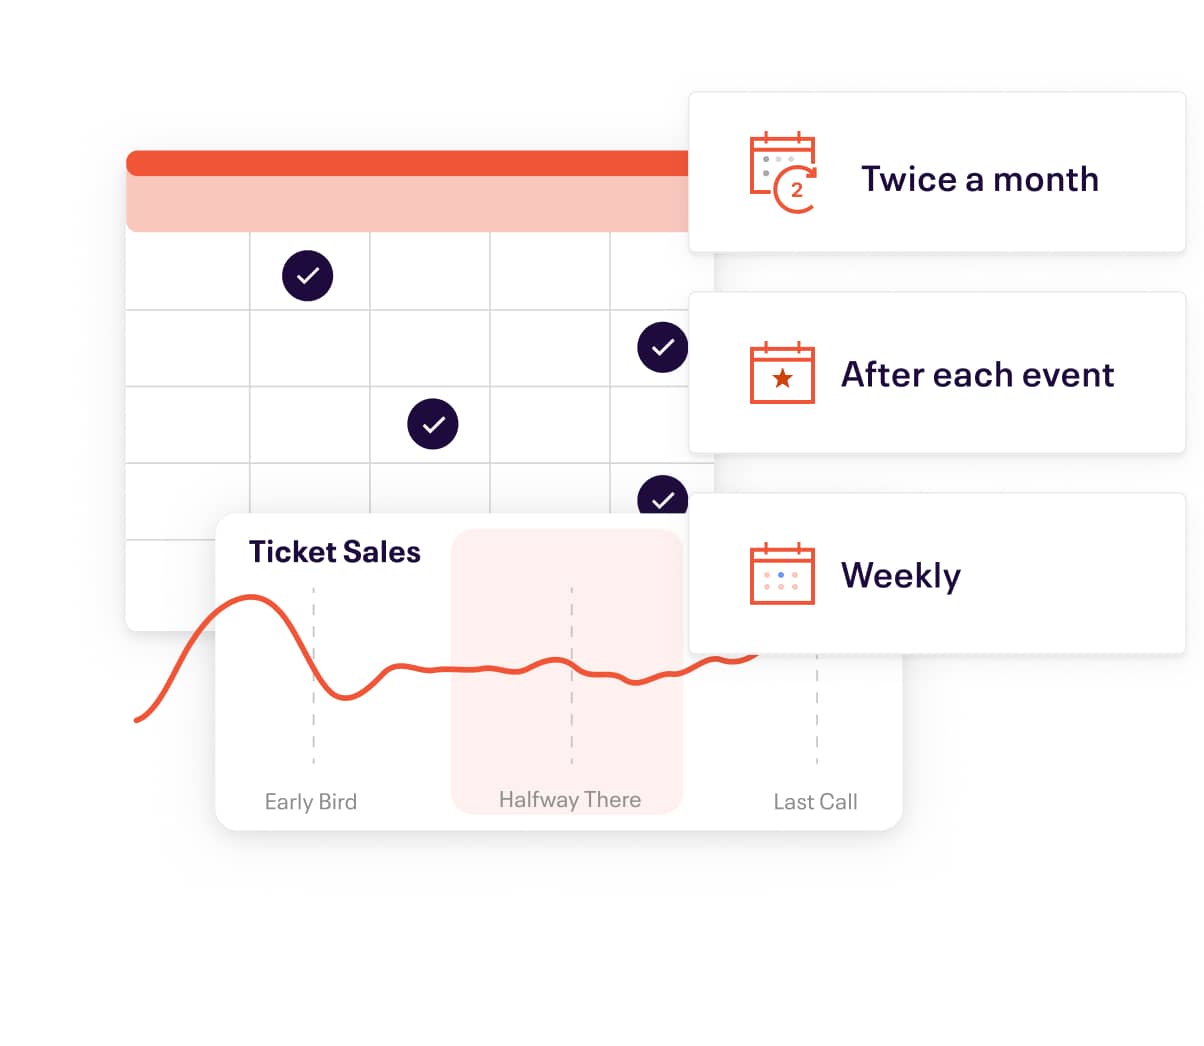 2
Twice a month
After each event
Weekly
Ticket Sales
Early Bird
Halfway There
Last Call